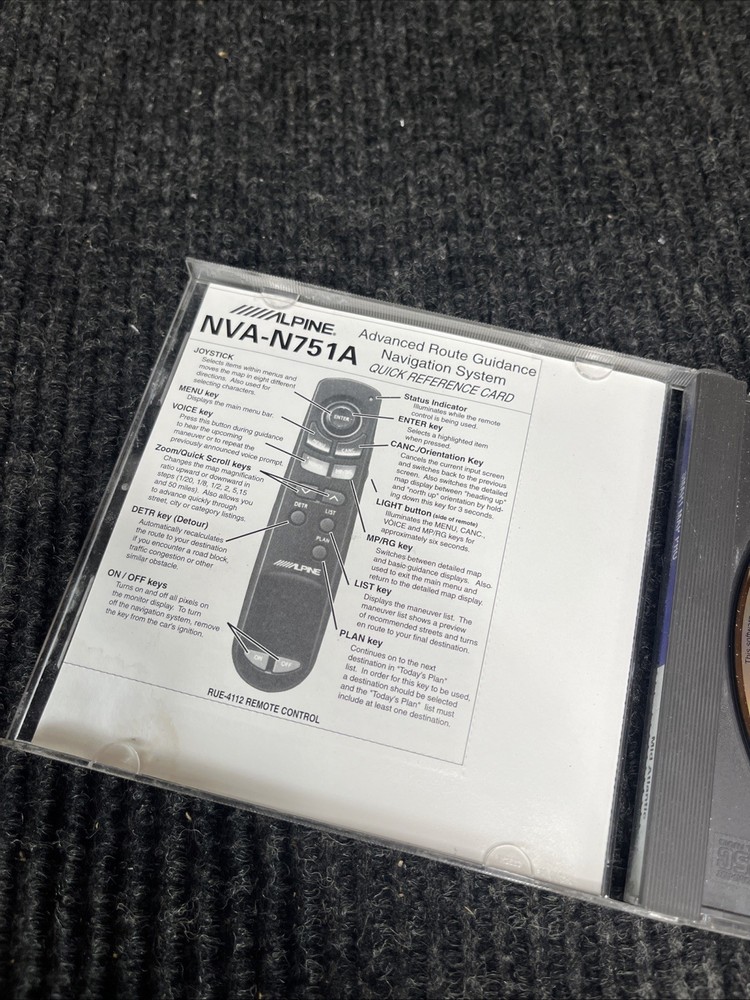 ALPINE®
NVA-N751A
Advanced Route Guidance
Navigation System
QUICK REFERENCE CARD
JOYSTICK
Selects items within menus and
moves the map in eight different
directions. Also used for
selecting characters.
MENU key
Displays the main menu bar.
VOICE key
Press this button during guidance
to hear the upcoming
maneuver or to repeat the
previously announced voice prompt.
Zoom/Quick Scroll keys
Changes the map magnification
ratio upward or downward in
steps (1/20, 1/8, 1/2, 2, 5,15
and 50 miles). Also allows you
to advance quickly through
street, city or category listings.
DETR key (Detour)
Automatically recalculates
the route to your destination
if you encounter a road block,
traffic congestion or other
similar obstacle.
ON / OFF keys
Turns on and off all pixels on
the monitor display. To turn
off the navigation system, remove
the key from the car's ignition.
ENTER
DETR
LIST
PLAN
ALPINE
ON
OFF
Status Indicator
Illuminates while the remote
control is being used.
ENTER key
Selects a highlighted item
when pressed.
CANC./Orientation Key
Cancels the current input screen
and switches back to the previous
screen. Also switches the detailed
map display between "heading up"
and "north up" orientation by hold-
ing down this key for 3 seconds.
LIGHT button (side of remote)
Illuminates the MENU, CANC.,
VOICE and MP/RG keys for
approximately six seconds.
MP/RG key
Switches between detailed map
and basic guidance displays. Also
used to exit the main menu and
return to the detailed map display.
LIST key
Displays the maneuver list. The
maneuver list shows a preview
of recommended streets and turns
en route to your final destination.
PLAN key
Continues on to the next
destination in "Today's Plan"
list. In order for this key to be used,
a destination should be selected
and the "Today's Plan" list must
include at least one destination.
RUE-4112 REMOTE CONTROL